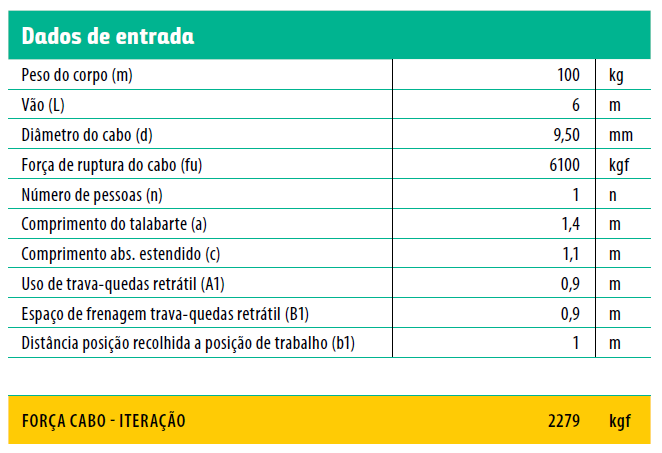 Dados de entrada
Peso do corpo (m) 100 kg
Vão (L) 6 m
Diâmetro do cabo (d) 9,50 mm
Força de ruptura do cabo (fu) 6100 kgf
Número de pessoas (n) 1 n
Comprimento do talabarte (a) 1,4 m
Comprimento abs. estendido (c) 1,1 m
Uso de trava-quedas retrátil (A1) 0,9 m
Espaço de frenagem trava-quedas retrátil (B1) 0,9 m
Distância posição recolhida a posição de trabalho (b1) 1 m
FORÇA CABO - ITERAÇÃO 2279 kgf